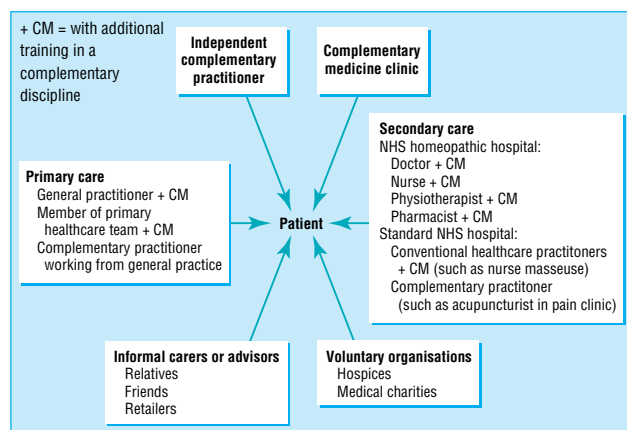 + CM = with additional
training in a
complementary
discipline
Independent
complementary
practitioner
Complementary
medicine clinic
Primary care
General practitioner + CM
Member of primary
healthcare team + CM
Complementary practitioner
working from general practice
Patient
Secondary care
NHS homeopathic hospital:
Doctor + CM
Nurse + CM
Physiotherapist + CM
Pharmacist + CM
Standard NHS hospital:
Conventional healthcare practitoners
+ CM (such as nurse masseuse)
Complementary practitoner
(such as acupuncturist in pain clinic)
Informal carers or advisors
Relatives
Friends
Retailers
Voluntary organisations
Hospices
Medical charities